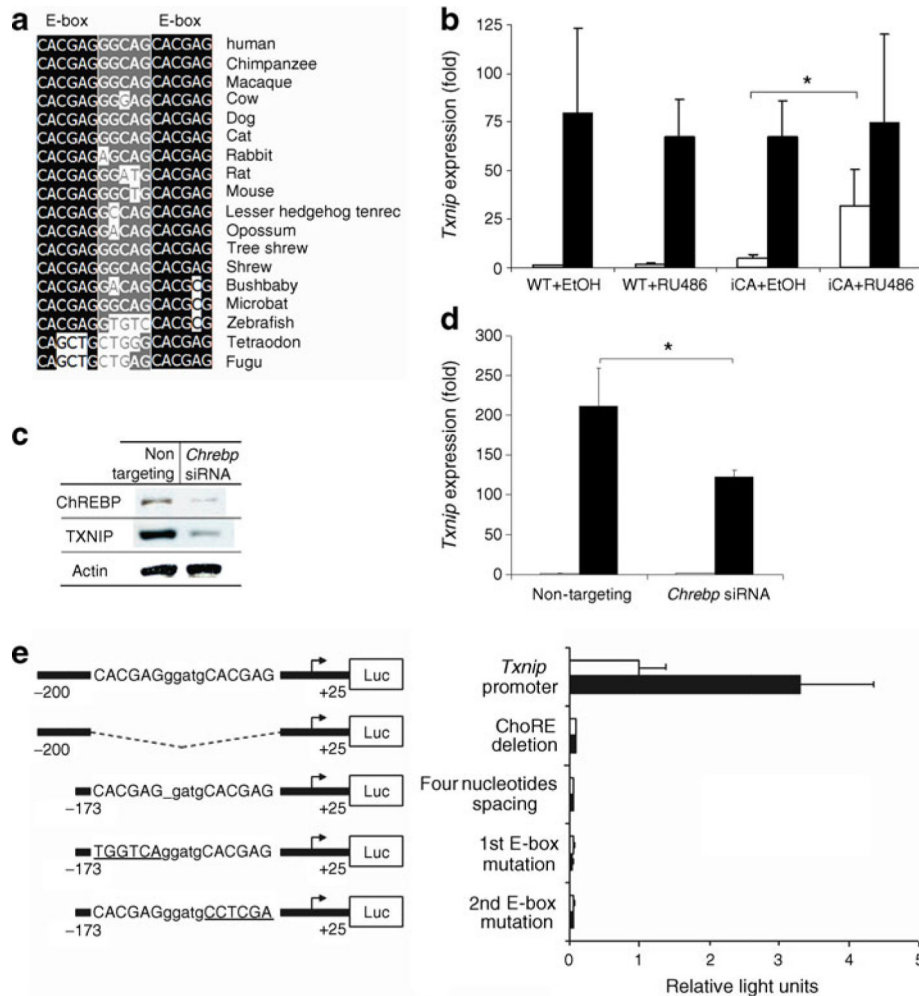 a
E-box E-box
CACGAGGGCAGCACGAG human
CACGAGGGCAGCACGAG Chimpanzee
CACGAGGGCAGCACGAG Macaque
CACGAGGGGAGCACGAG Cow
CACGAGGGCAGCACGAG Dog
CACGAGGGCAGCACGAG Cat
CACGAGAGCAGCACGAG Rabbit
CACGAGGGATGCACGAG Rat
CACGAGGGCTGCACGAG Mouse
CACGAGGCCAGCACGAG Lesser hedgehog tenrec
CACGAGGACAGCACGAG Opossum
CACGAGGGCAGCACGAG Tree shrew
CACGAGGGCAGCACGAG Shrew
CACGAGGACAGCACGCG Bushbaby
CACGAGGGCAGCACGAG Microbat
CACGAGGTGTCCACGCG Zebrafish
CAGCTGCTGGGCACGAG Tetraodon
CAGCTGCTGAGCACGAG Fugu
b
Txnip expression (fold)
125
100
75
50
25
0
*
WT+EtOH WT+RU486 iCA+EtOH iCA+RU486
c
Non targeting
Chrebp siRNA
ChREBP
TXNIP
Actin
d
Txnip expression (fold)
300
250
200
150
100
50
0
*
Non-targeting Chrebp siRNA
e
CACGAGggatgCACGAG Luc
–200 +25
Luc
–200 +25
CACGAG_gatgCACGAG Luc
–173 +25
TGGTCAggatgCACGAG Luc
–173 +25
CACGAGggatgCCTCGA Luc
–173 +25
Txnip
promoter
ChoRE
deletion
Four nucleotides
spacing
1st E-box
mutation
2nd E-box
mutation
0 1 2 3 4 5
Relative light units